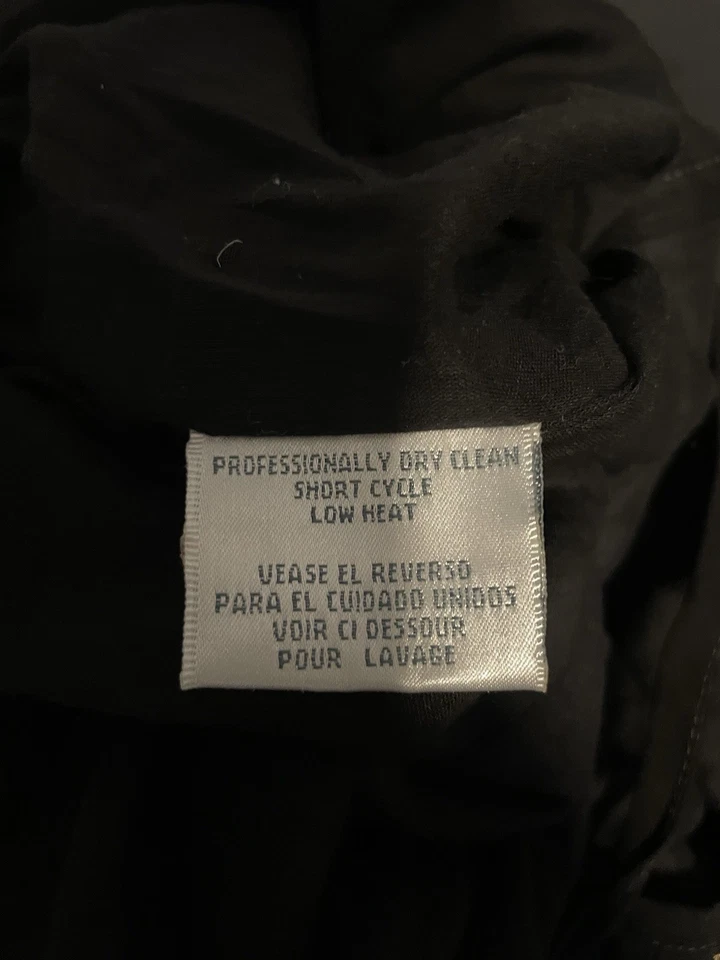 PROFESSIONALLY DRY CLEAN
SHORT CYCLE
LOW HEAT
VEASE EL REVERSO
PARA EL CUIDADO UNIDOS
VOIR CI DESSOUR
POUR LAVAGE